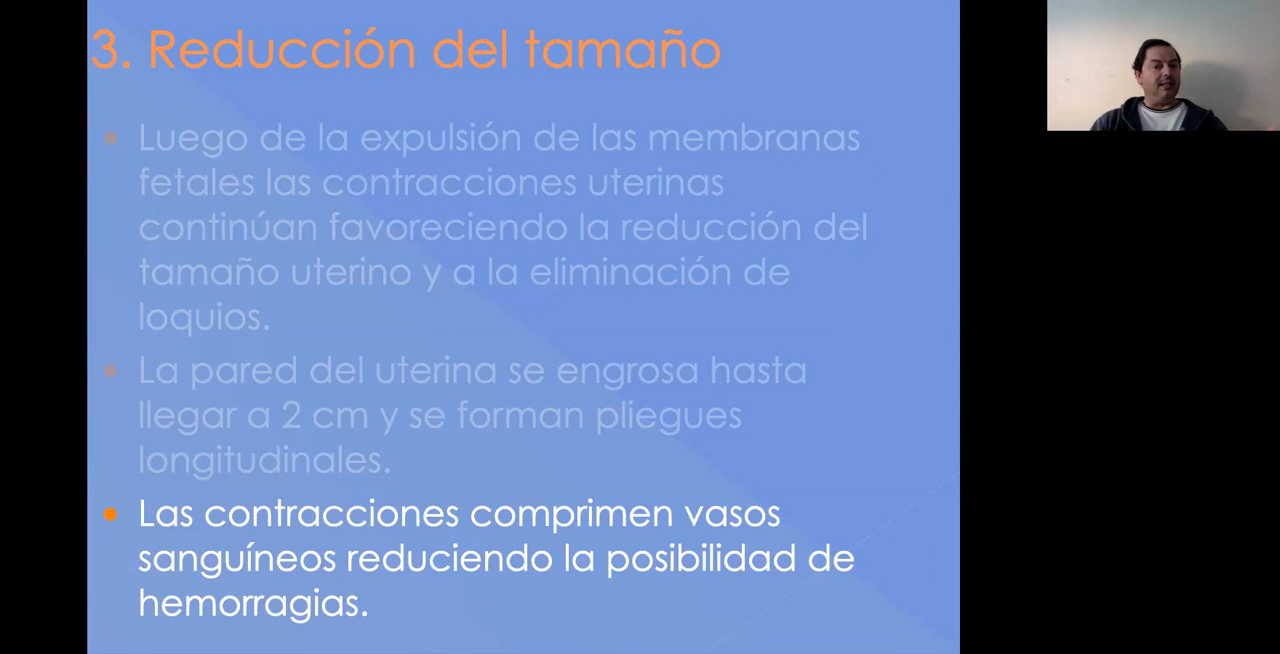 3. Reducción del tamaño
Luego de la expulsión de las membranas
fetales las contracciones uterinas
continúan favoreciendo la reducción del
tamaño uterino y a la eliminación de
loquios.
La pared del uterina se engrosa hasta
llegar a 2 cm y se forman pliegues
longitudinales.
Las contracciones comprimen vasos
sanguíneos reduciendo la posibilidad de
hemorragias.